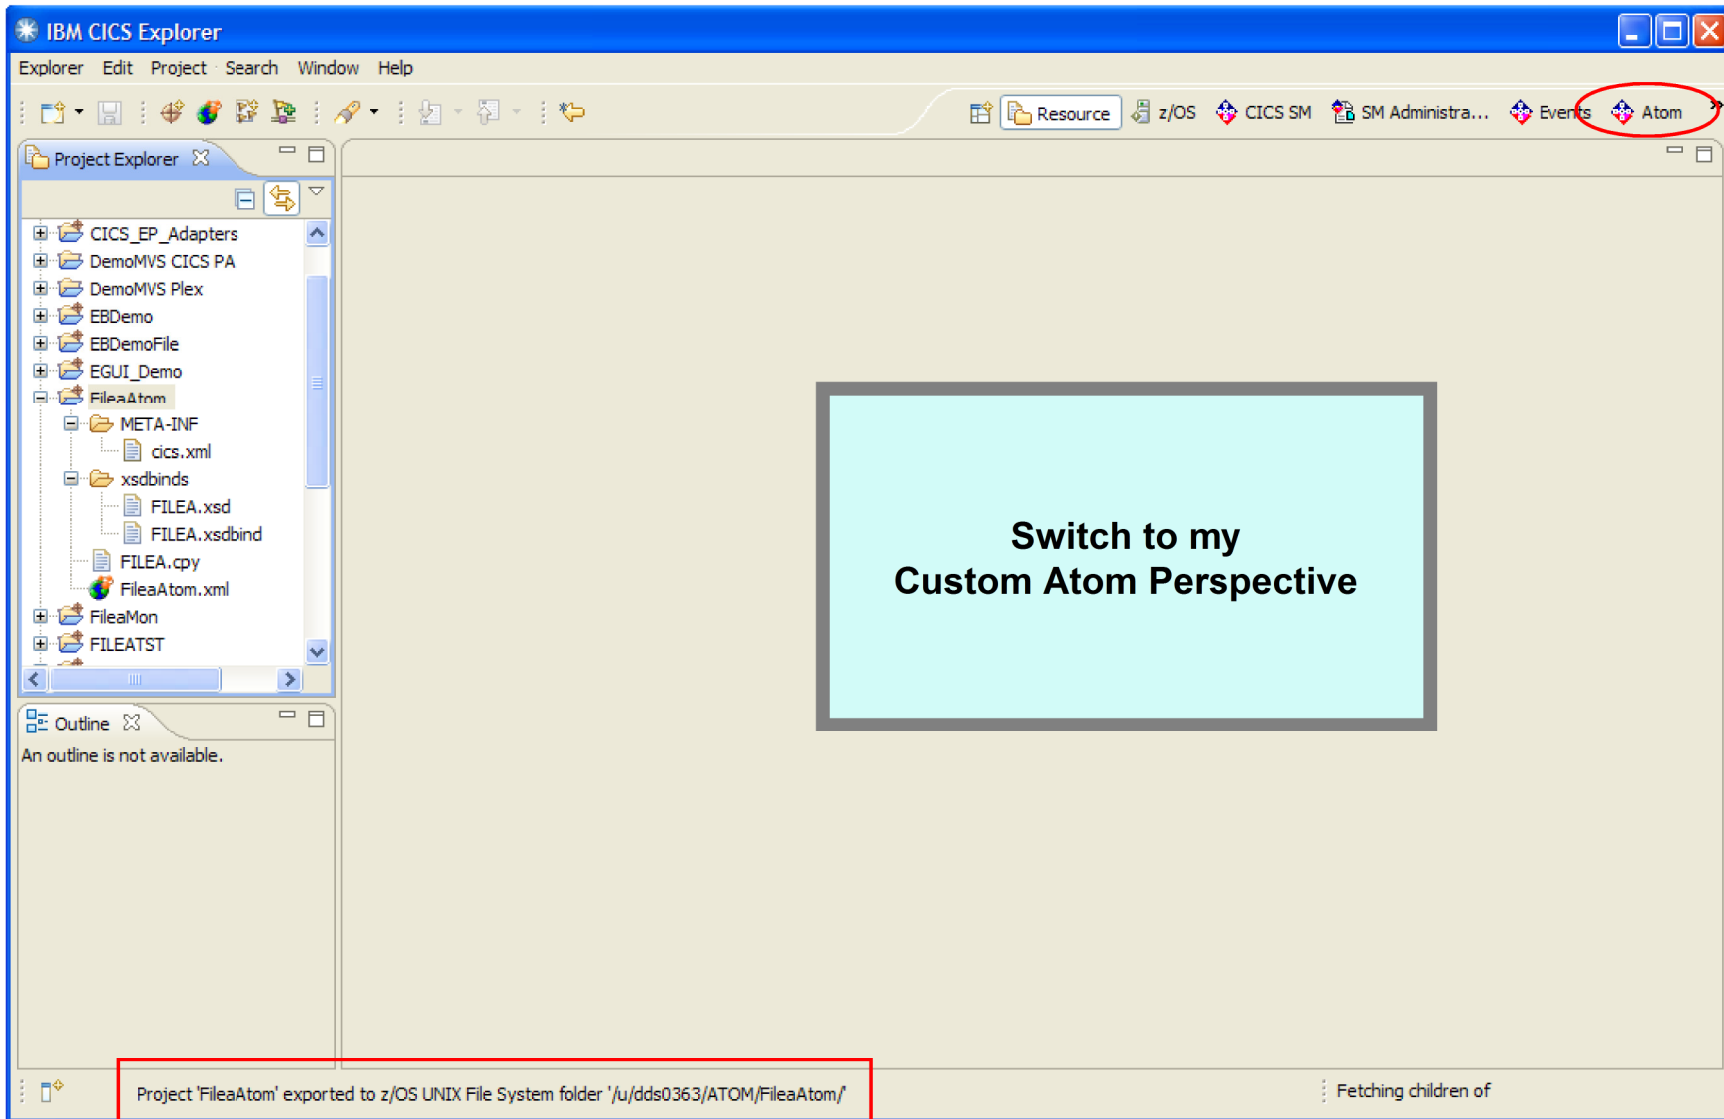 IBM CICS Explorer
Explorer Edit Project Search Window Help
Resource z/OS CICS SM SM Administra... Events Atom
Project Explorer
CICS_EP_Adapters
DemoMVS CICS PA
DemoMVS Plex
EBDemo
EBDemoFile
EGUI_Demo
FileaAtom
META-INF
cics.xml
xsdbinds
FILEA.xsd
FILEA.xsdbind
FILEA.cpy
FileaAtom.xml
FileaMon
FILEATST
Switch to my
Custom Atom Perspective
Outline
An outline is not available.
Project 'FileaAtom' exported to z/OS UNIX File System folder '/u/dds0363/ATOM/FileaAtom/'
Fetching children of